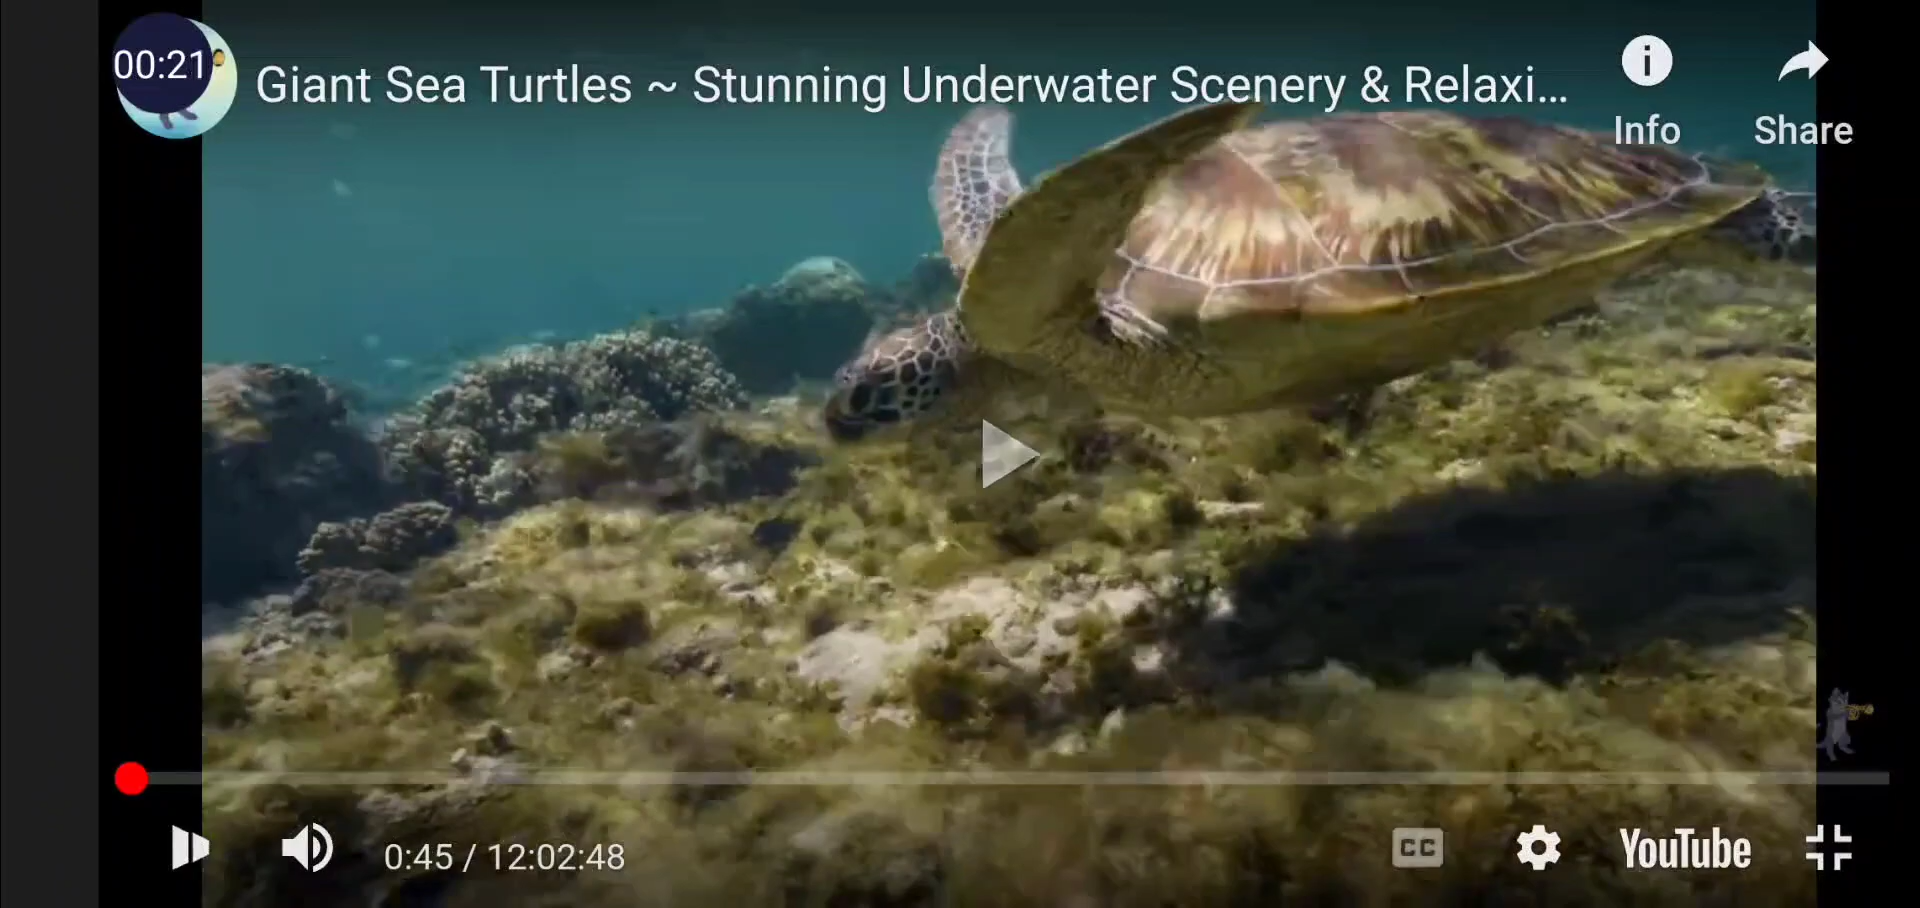 00:21
Giant Sea Turtles ~ Stunning Underwater Scenery & Relaxi...
Info
Share
0:45 / 12:02:48
CC
YouTube